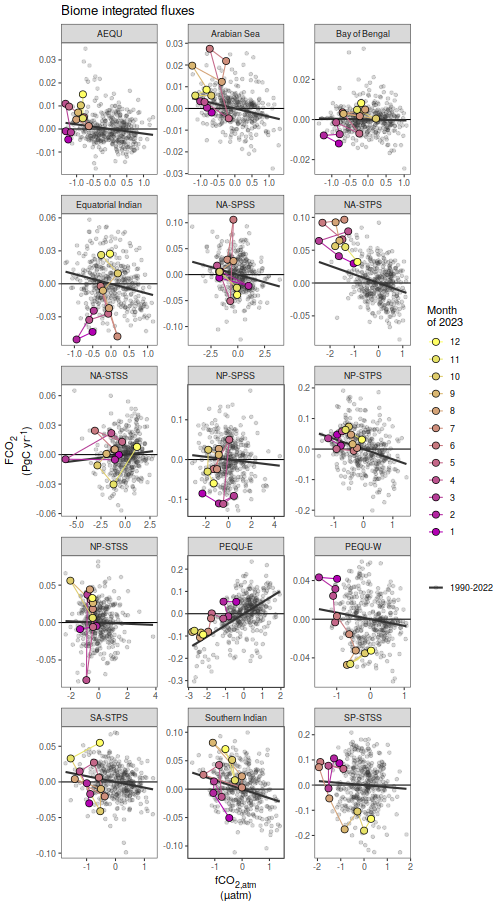 Biome integrated fluxes
AEQU Arabian Sea Bay of Bengal
0.03
0.02
0.01
0.00
-0.01
-1.0 -0.5 0.0 0.5 1.0
0.03
0.02
0.01
0.00
-0.01
-0.02
-0.03
-1.0 -0.5 0.0 0.5 1.0
0.02
0.00
-0.02
-1.0 -0.5 0.0 0.5 1.0
Equatorial Indian NA-SPSS NA-STPS
0.06
0.03
0.00
-0.03
-1.0 -0.5 0.0 0.5 1.0
0.10
0.05
0.00
-0.05
-0.10
-2.5 0.0 2.5
0.10
0.05
0.00
-0.05
-2 -1 0 1
NA-STSS NP-SPSS NP-STPS
0.06
0.03
0.00
-0.03
-0.06
-5.0 -2.5 0.0 2.5
0.1
0.0
-0.1
-2 0 2 4
0.2
0.1
0.0
-0.1
-0.2
-1 0 1
NP-STSS PEQU-E PEQU-W
0.05
0.00
-0.05
-2 0 2 4
0.2
0.1
0.0
-0.1
-0.2
-0.3
-3 -2 -1 0 1 2
0.04
0.00
-0.04
-1 0 1
SA-STPS Southern Indian SP-STSS
0.05
0.00
-0.05
-0.10
-1 0 1
0.10
0.05
0.00
-0.05
-0.10
-1 0 1
0.2
0.1
0.0
-0.1
-0.2
-2 -1 0 1 2
FCO2
(PgC yr-1)
fCO2,atm
(µatm)
Month
of 2023
12
11
10
9
8
7
6
5
4
3
2
1
1990-2022